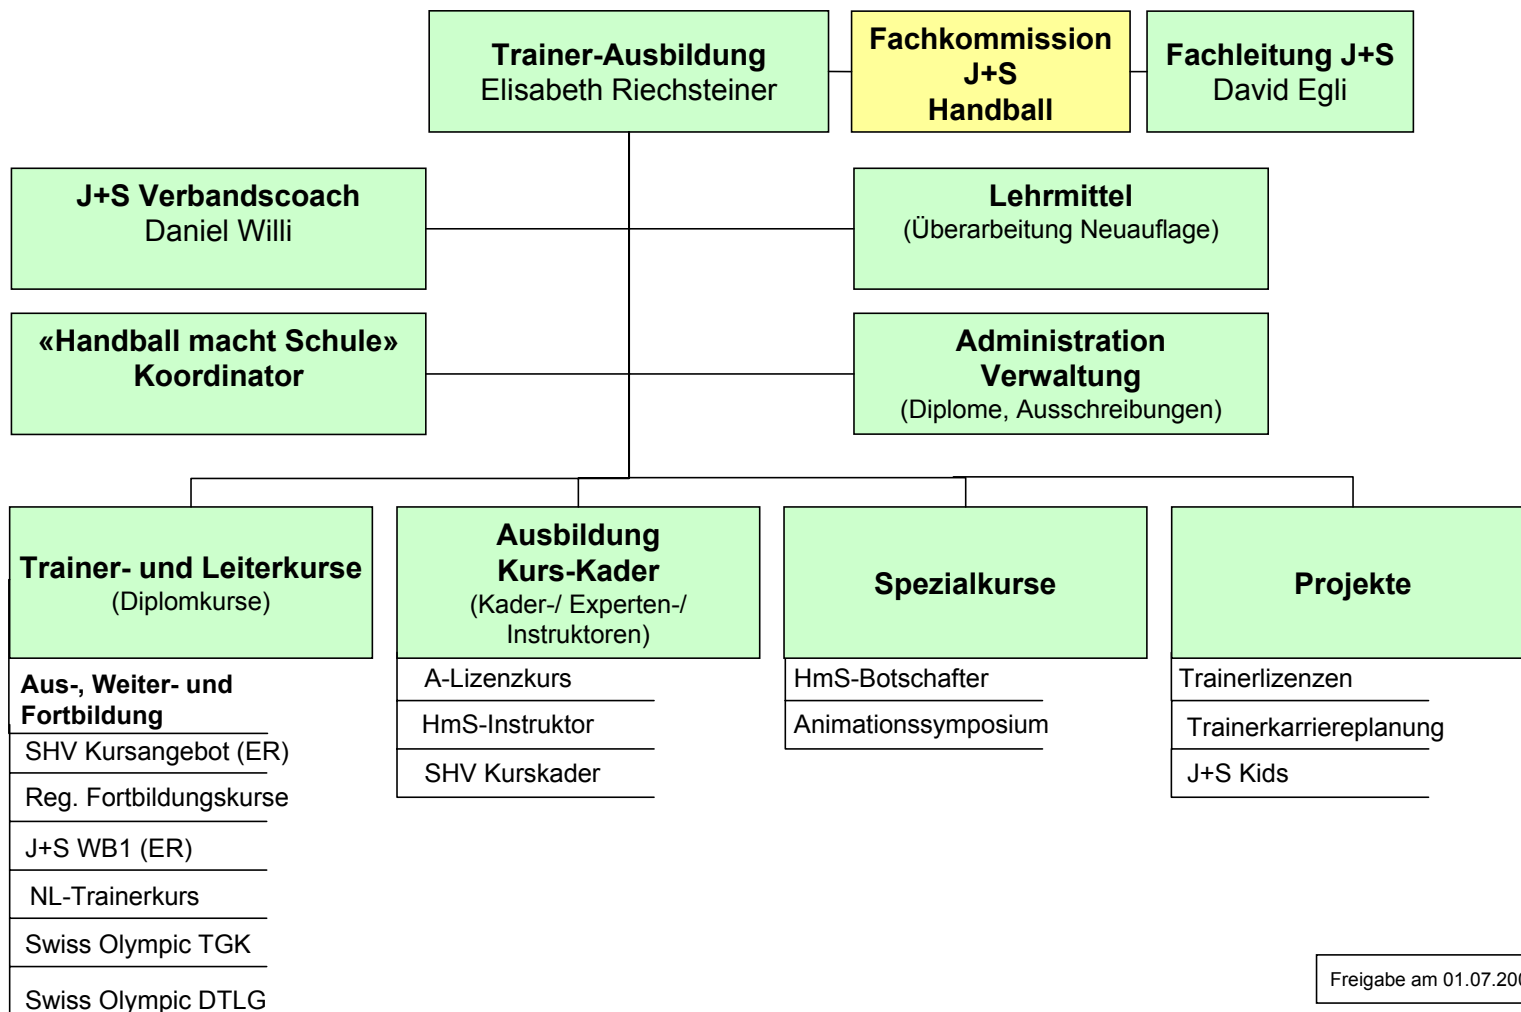 Trainer-Ausbildung
Elisabeth Riechsteiner
Fachkommission
J+S
Handball
Fachleitung J+S
David Egli
J+S Verbandscoach
Daniel Willi
Lehrmittel
(Überarbeitung Neuauflage)
«Handball macht Schule»
Koordinator
Administration
Verwaltung
(Diplome, Ausschreibungen)
Trainer- und Leiterkurse
(Diplomkurse)
Aus-, Weiter- und
Fortbildung
SHV Kursangebot (ER)
Reg. Fortbildungskurse
J+S WB1 (ER)
NL-Trainerkurs
Swiss Olympic TGK
Swiss Olympic DTLG
Ausbildung
Kurs-Kader
(Kader-/ Experten-/
Instruktoren)
A-Lizenzkurs
HmS-Instruktor
SHV Kurskader
Spezialkurse
HmS-Botschafter
Animationssymposium
Projekte
Trainerlizenzen
Trainerkarriereplanung
J+S Kids
Freigabe am